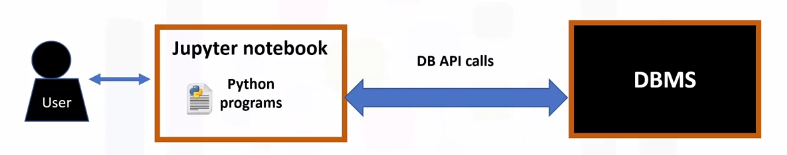 User
Jupyter notebook
Python
programs
DB API calls
DBMS